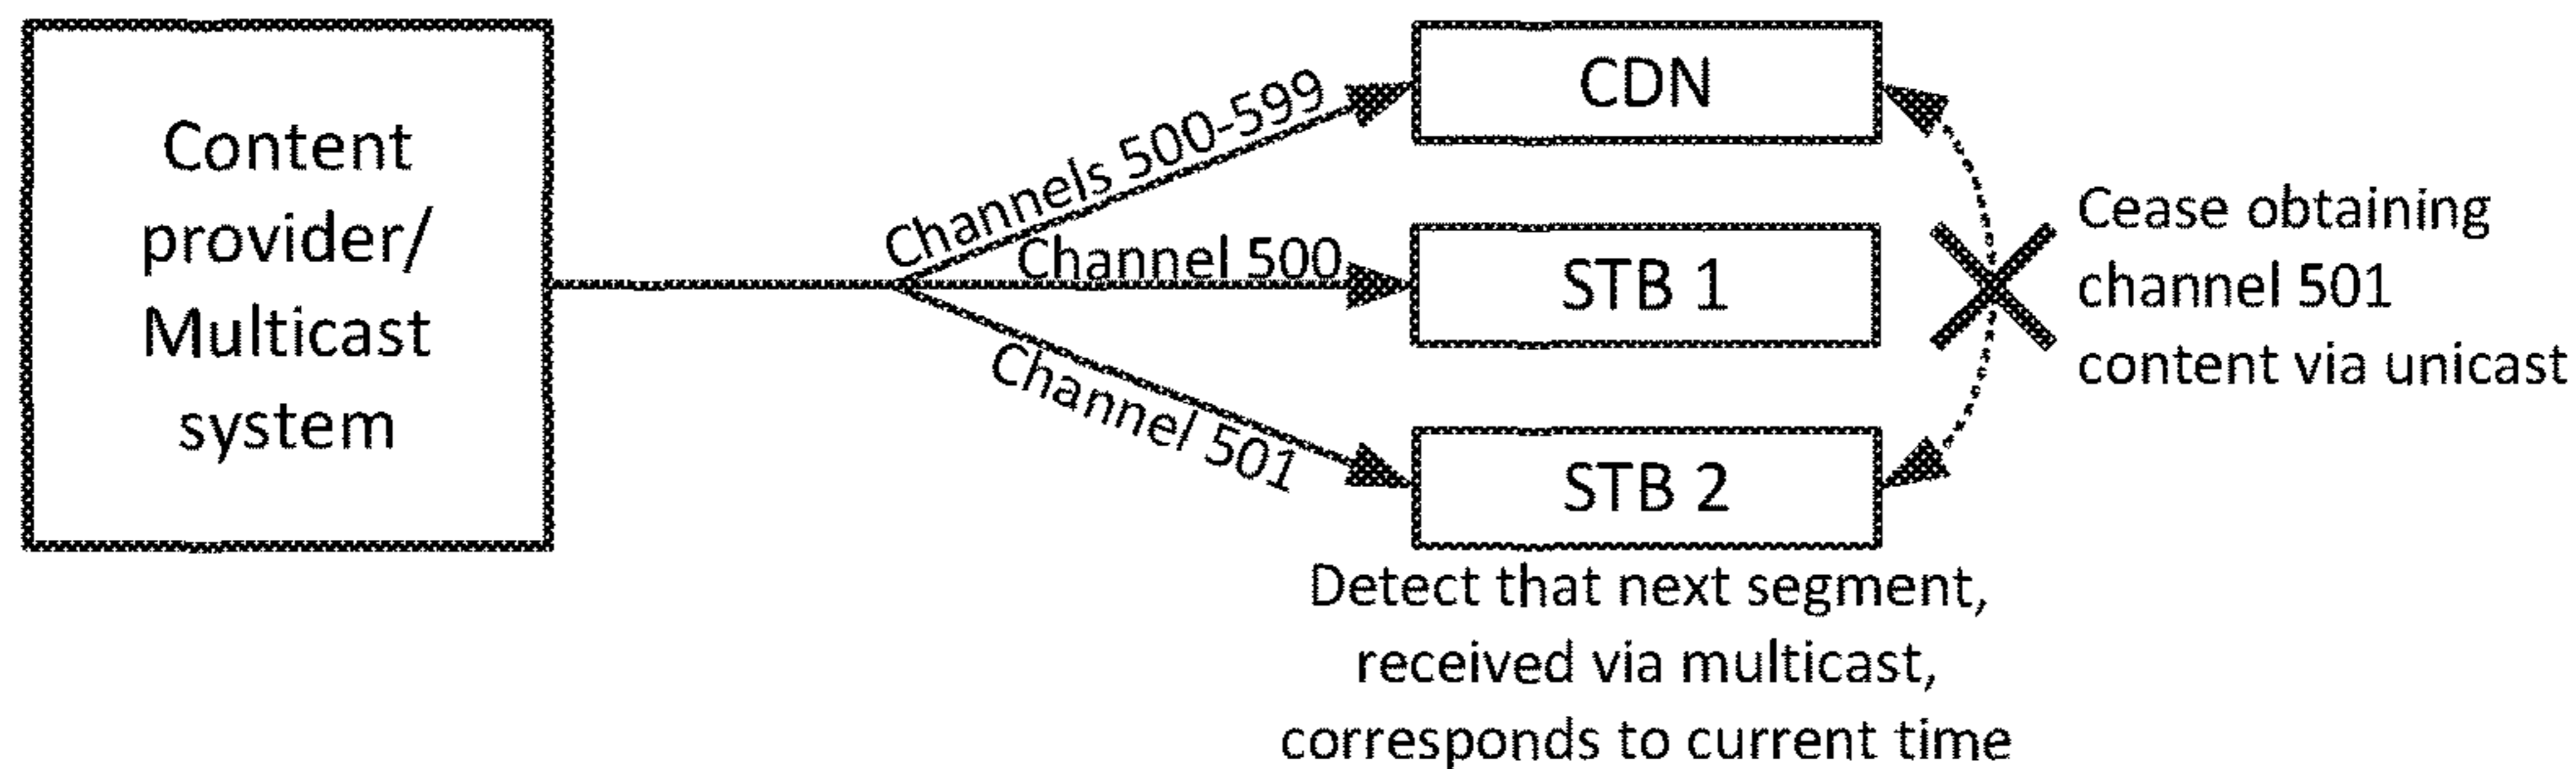 Content
provider/
Multicast
system
Channels 500-599
Channel 500
Channel 501
CDN
STB 1
STB 2
Cease obtaining
channel 501
content via unicast
Detect that next segment,
received via multicast,
corresponds to current time